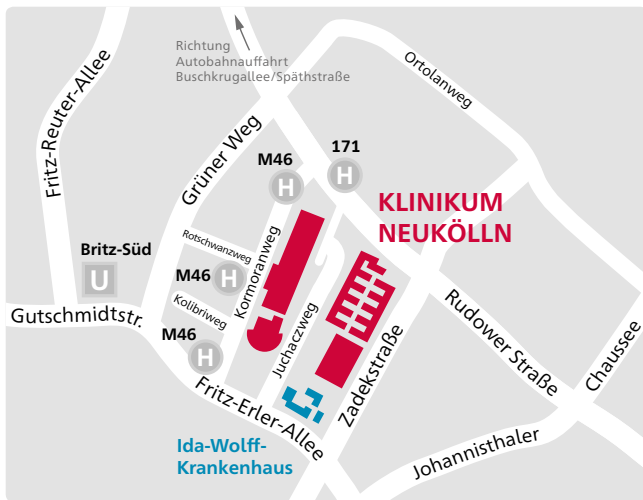 Richtung
Autobahnauffahrt
Buschkrugallee/Späthstraße
Ortolanweg
Fritz-Reuter-Allee
Grüner Weg
171
H
M46
H
KLINIKUM
NEUKÖLLN
Rotschwanzweg
Kormoranweg
Britz-Süd
U
M46
H
Kolibriweg
Gutschmidtstr.
M46
H
Juchaczweg
Rudower Straße
Zadekstraße
Chaussee
Fritz-Erler-Allee
Johannisthaler
Ida-Wolff-
Krankenhaus